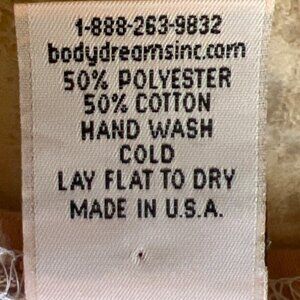 1-888-263-9832
bodydreamsinc.com
50% POLYESTER
50% COTTON
HAND WASH
COLD
LAY FLAT TO DRY
MADE IN U.S.A.